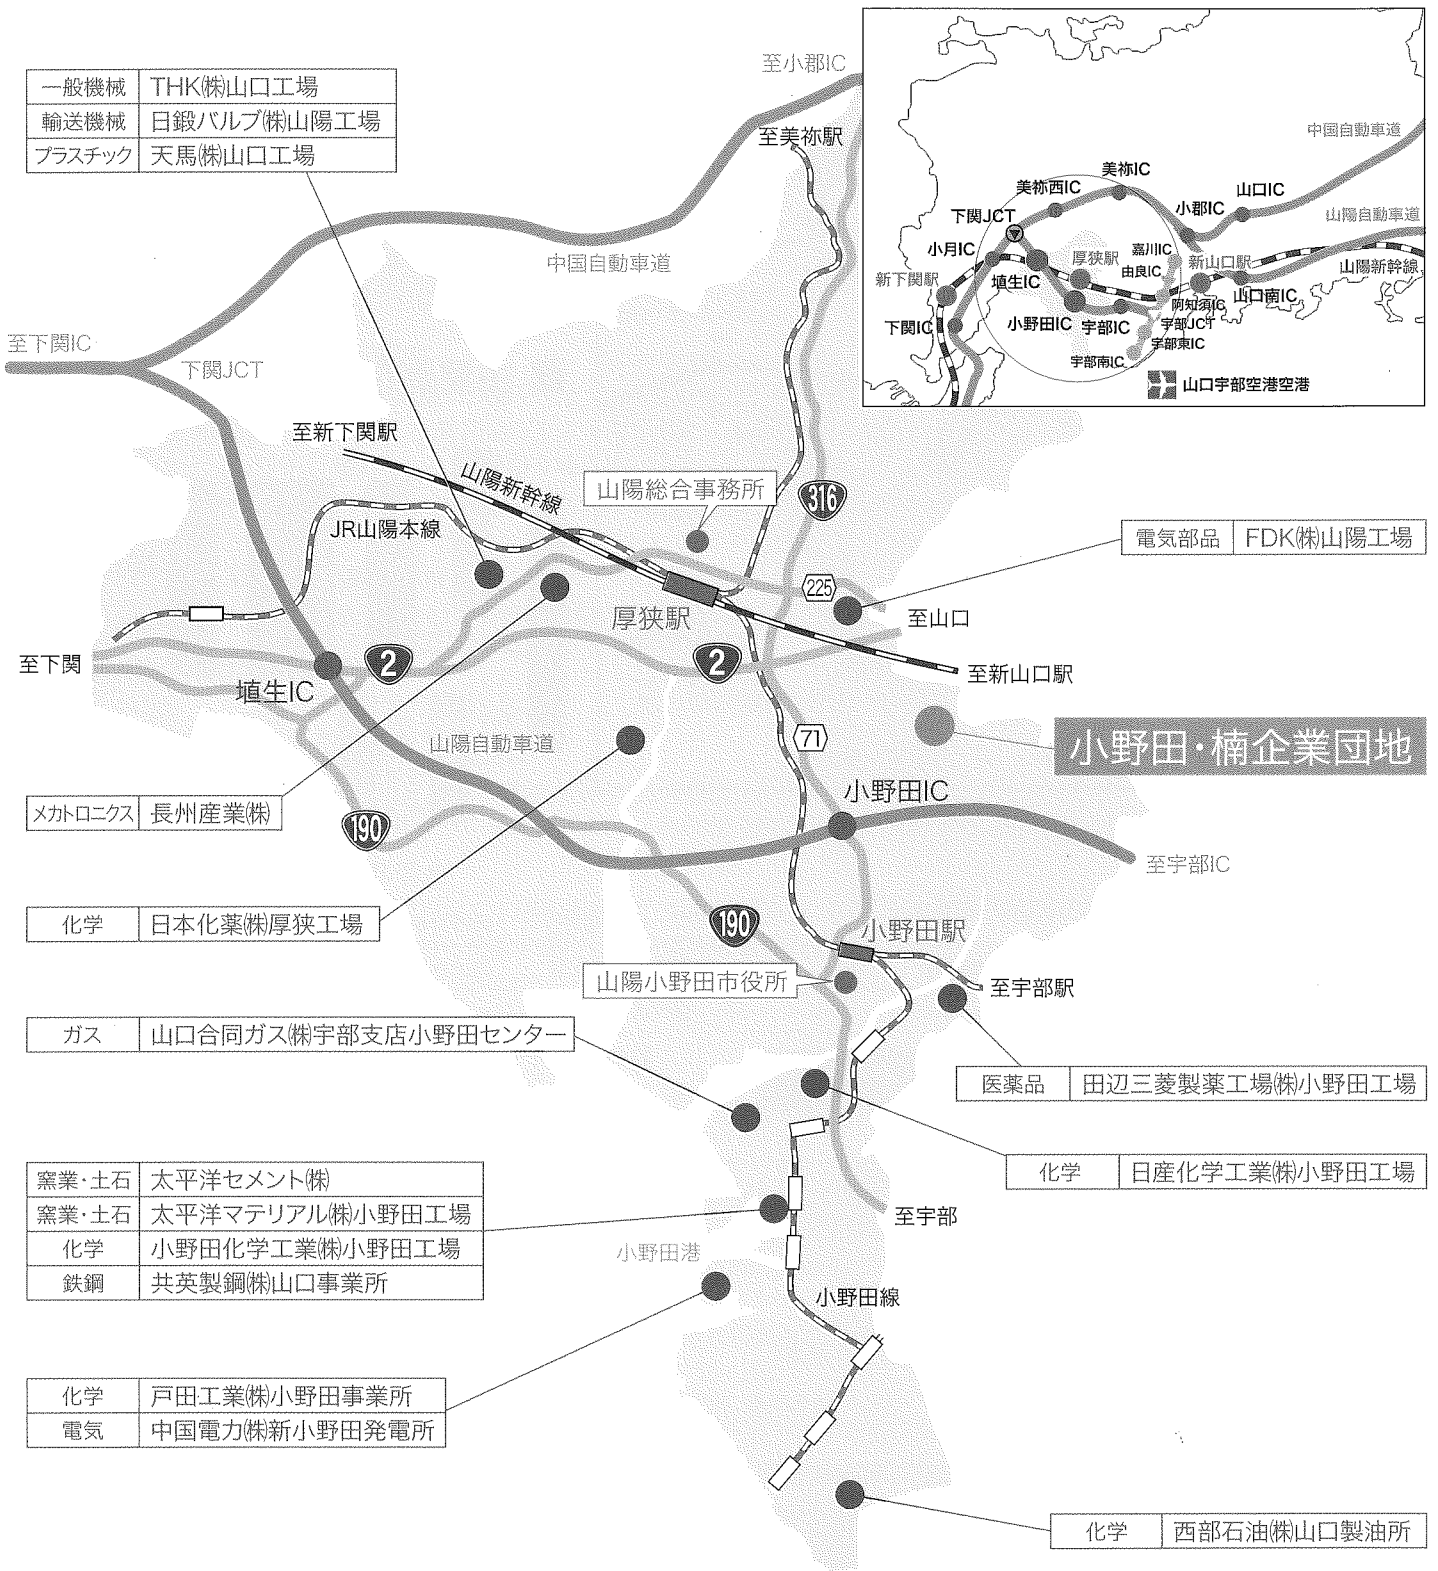 至小郡IC
一般機械 THK㈱山口工場
輸送機械 日鍛バルブ㈱山陽工場
プラスチック 天馬㈱山口工場
至美祢駅
中国自動車道
至下関IC
下関JCT
中国自動車道
美祢IC
美祢西IC
山口IC
下関JCT
小郡IC
山陽自動車道
小月IC
嘉川IC
厚狭駅
新山口駅
山陽新幹線
由良IC
新下関駅
埴生IC
阿知須IC
山口南IC
下関IC
小野田IC
宇部IC
宇部JCT
宇部東IC
宇部南IC
山口宇部空港空港
至新下関駅
山陽新幹線
山陽総合事務所
316
JR山陽本線
電気部品 FDK㈱山陽工場
225
厚狭駅
至山口
至下関
2
2
至新山口駅
埴生IC
山陽自動車道
71
小野田・楠企業団地
小野田IC
メカトロニクス 長州産業㈱
190
至宇部IC
化学 日本化薬㈱厚狭工場
190
小野田駅
山陽小野田市役所
至宇部駅
ガス 山口合同ガス㈱宇部支店小野田センター
医薬品 田辺三菱製薬工場㈱小野田工場
化学 日産化学工業㈱小野田工場
窯業・土石 太平洋セメント㈱
窯業・土石 太平洋マテリアル㈱小野田工場
化学 小野田化学工業㈱小野田工場
鉄鋼 共英製鋼㈱山口事業所
至宇部
小野田港
小野田線
化学 戸田工業㈱小野田事業所
電気 中国電力㈱新小野田発電所
化学 西部石油㈱山口製油所